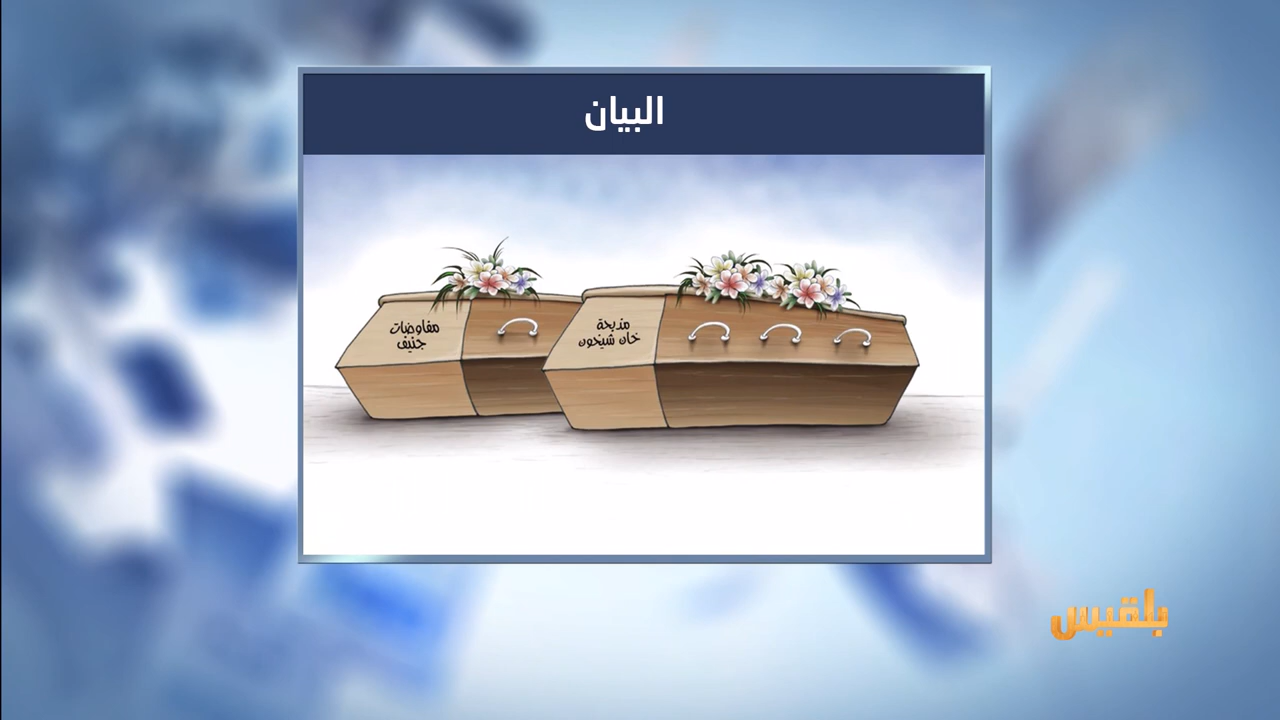 البيان
مفاوضات
جنيف
مذبحة
خان شيخون
بلقيس